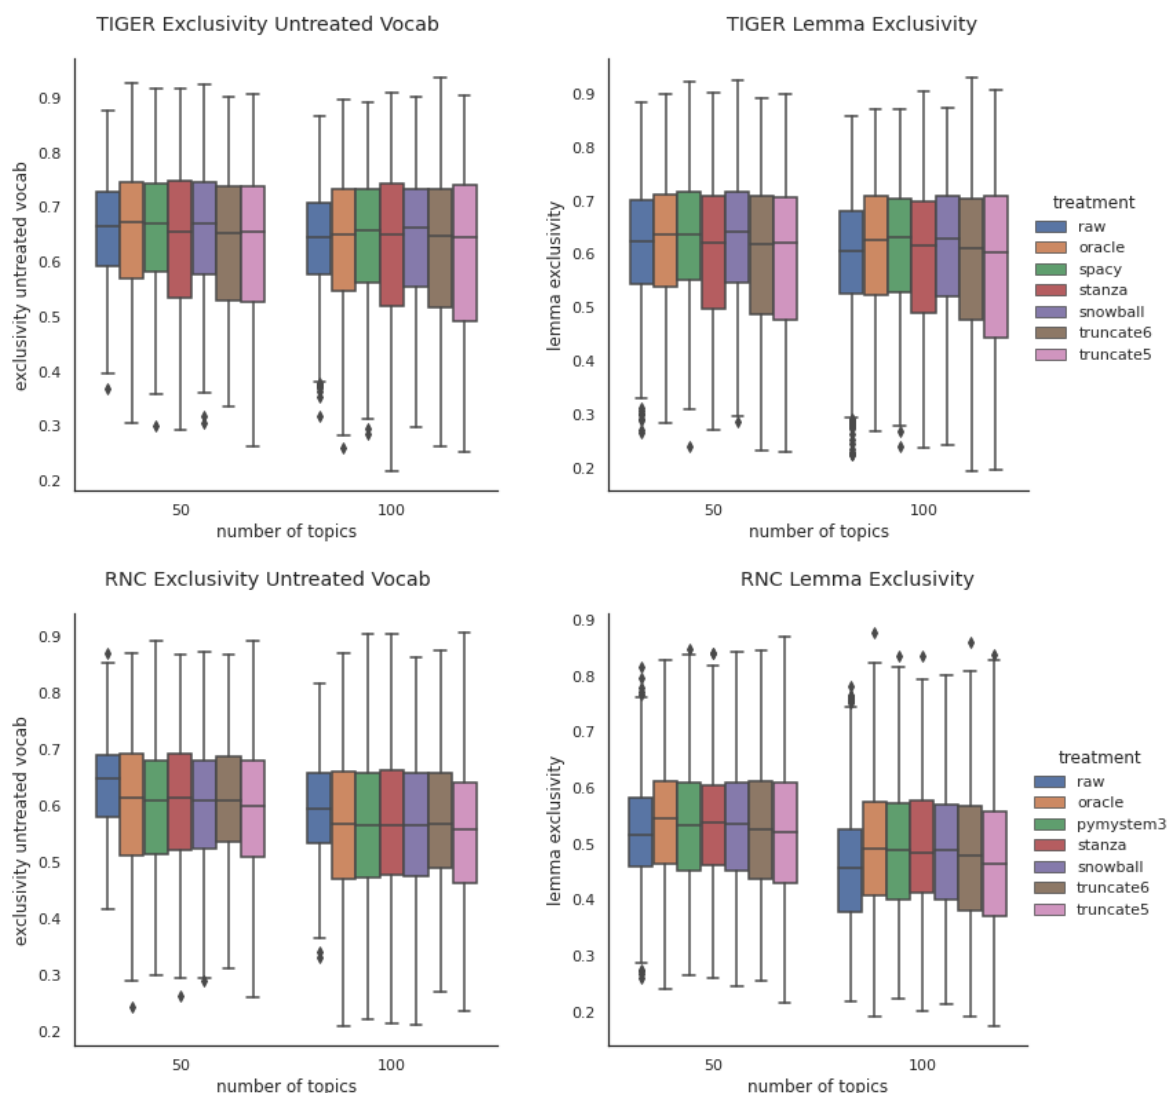 TIGER Exclusivity Untreated Vocab
exclusivity untreated vocab
0.9
0.8
0.7
0.6
0.5
0.4
0.3
0.2
50
100
number of topics
TIGER Lemma Exclusivity
lemma exclusivity
0.9
0.8
0.7
0.6
0.5
0.4
0.3
0.2
50
100
number of topics
treatment
raw
oracle
spacy
stanza
snowball
truncate6
truncate5
RNC Exclusivity Untreated Vocab
exclusivity untreated vocab
0.9
0.8
0.7
0.6
0.5
0.4
0.3
0.2
50
100
number of topics
RNC Lemma Exclusivity
lemma exclusivity
0.9
0.8
0.7
0.6
0.5
0.4
0.3
0.2
50
100
number of topics
treatment
raw
oracle
pymystem3
stanza
snowball
truncate6
truncate5